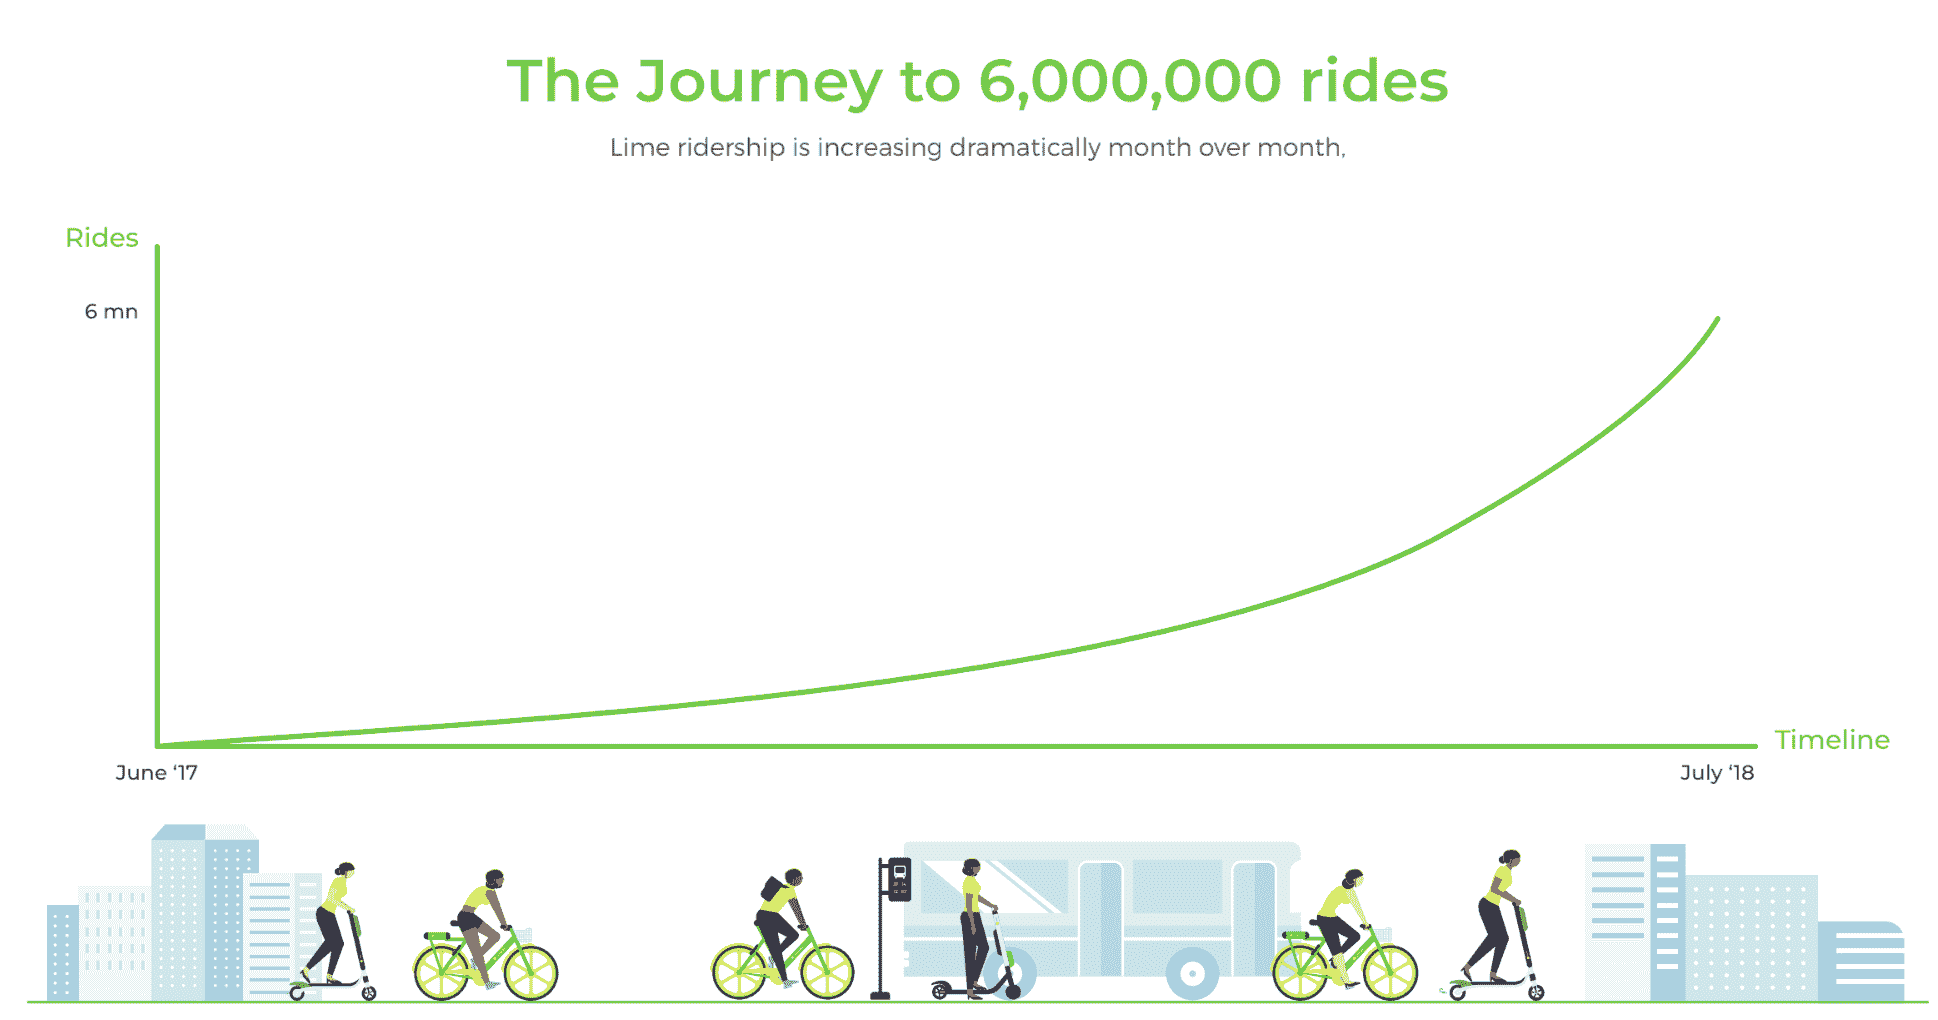 The Journey to 6,000,000 rides
Lime ridership is increasing dramatically month over month,
Rides
6 mn
Timeline
June ‘17
July ‘18